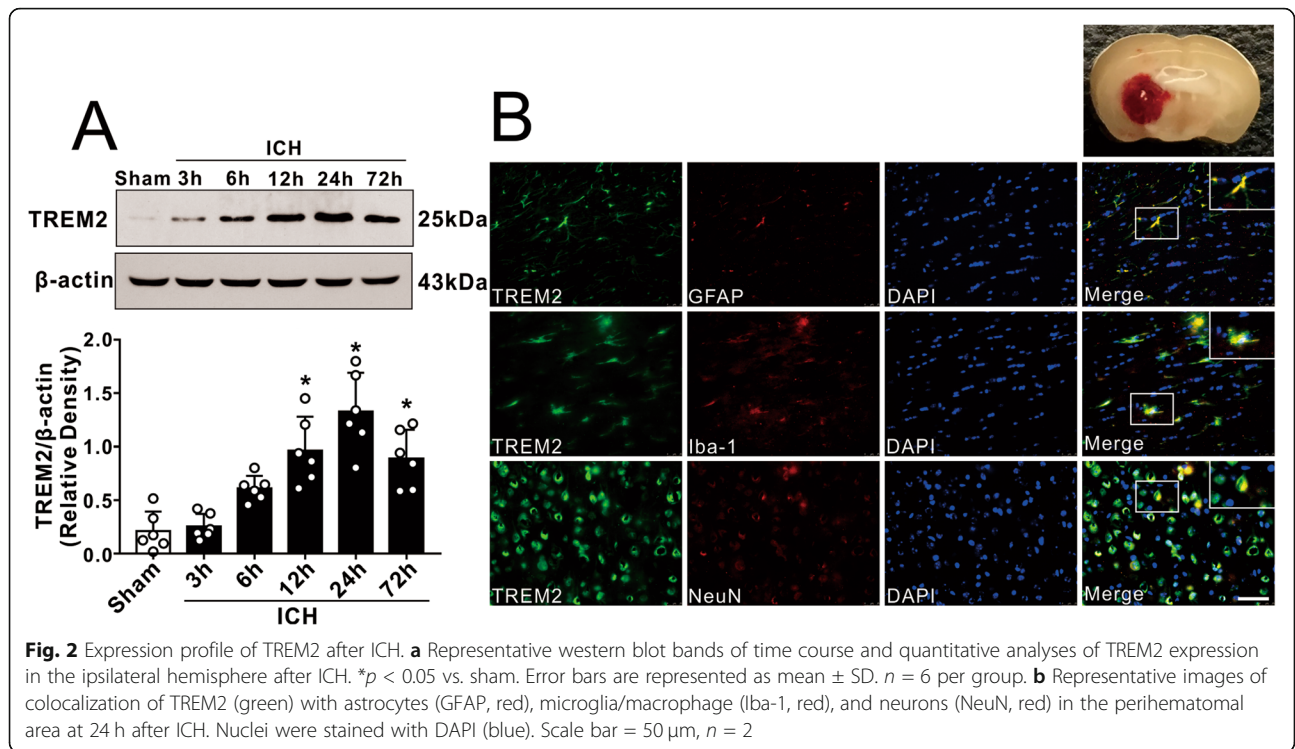 A
ICH
Sham 3h 6h 12h 24h 72h
TREM2 25kDa
β-actin 43kDa
TREM2/β-actin
(Relative Density)
2.0
1.5
1.0
0.5
0.0
* * *
Sham 3h 6h 12h 24h 72h
ICH
B
TREM2 GFAP DAPI Merge
TREM2 Iba-1 DAPI Merge
TREM2 NeuN DAPI Merge
Fig. 2 Expression profile of TREM2 after ICH. a Representative western blot bands of time course and quantitative analyses of TREM2 expression
in the ipsilateral hemisphere after ICH. *p < 0.05 vs. sham. Error bars are represented as mean ± SD. n = 6 per group. b Representative images of
colocalization of TREM2 (green) with astrocytes (GFAP, red), microglia/macrophage (Iba-1, red), and neurons (NeuN, red) in the perihematomal
area at 24 h after ICH. Nuclei were stained with DAPI (blue). Scale bar = 50 μm, n = 2